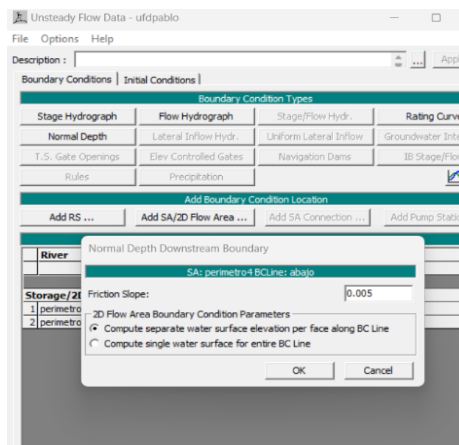 Unsteady Flow Data - ufdpablo
File Options Help
Description : ... Appl
Boundary Conditions Initial Conditions
Boundary Condition Types
Stage Hydrograph Flow Hydrograph Stage/Flow Hydr. Rating Curve
Normal Depth Lateral Inflow Hydr. Uniform Lateral Inflow Groundwater Inte
T.S. Gate Openings Elev Controlled Gates Navigation Dams IB Stage/Flo
Rules Precipitation
Add Boundary Condition Location
Add RS ... Add SA/2D Flow Area ... Add SA Connection ... Add Pump Static
Normal Depth Downstream Boundary
River
SA: perimetro4 BCLine: abajo
Friction Slope: 0.005
Storage/2D
2D Flow Area Boundary Condition Parameters
1 perimetro
Compute separate water surface elevation per face along BC Line
2 perimetro
Compute single water surface for entire BC Line
OK Cancel